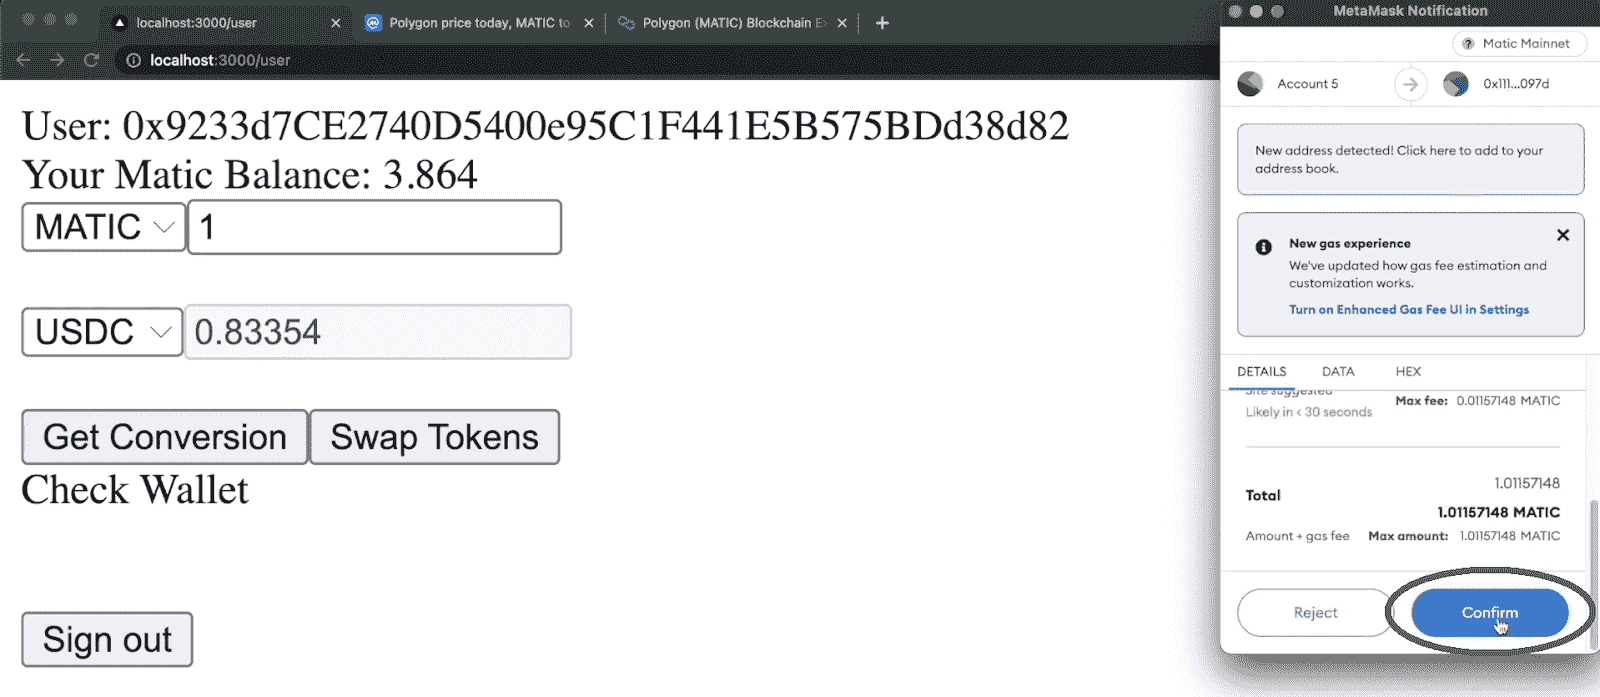 localhost:3000/user
Polygon price today, MATIC to
Polygon (MATIC) Blockchain Ex
localhost:3000/user
User: 0x9233d7CE2740D5400e95C1F441E5B575BDd38d82
Your Matic Balance: 3.864
MATIC 1
USDC 0.83354
Get Conversion Swap Tokens
Check Wallet
Sign out
MetaMask Notification
Matic Mainnet
Account 5 0x111...097d
New address detected! Click here to add to your
address book.
New gas experience
We've updated how gas fee estimation and
customization works.
Turn on Enhanced Gas Fee UI in Settings
DETAILS DATA HEX
Site suggested
Likely in < 30 seconds Max fee: 0.01157148 MATIC
1.01157148
Total
1.01157148 MATIC
Amount + gas fee Max amount: 1.01157148 MATIC
Reject Confirm